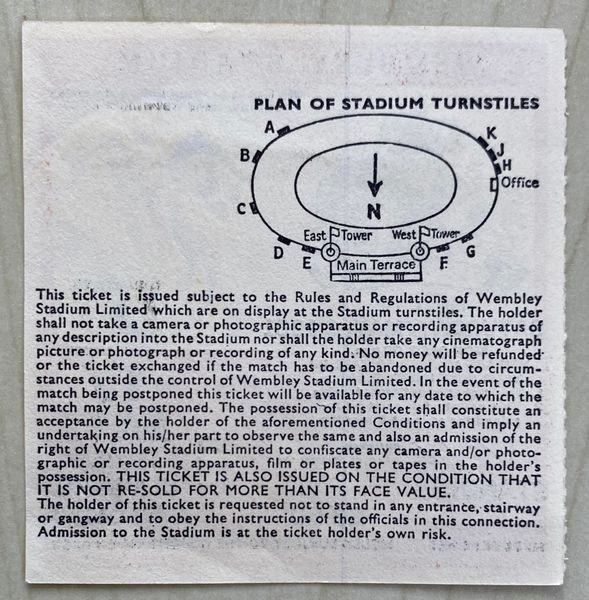 PLAN OF STADIUM TURNSTILES
A
K
J
B
H
Office
C
N
East Tower
West Tower
D
E
F
G
Main Terrace
This ticket is issued subject to the Rules and Regulations of Wembley
Stadium Limited which are on display at the Stadium turnstiles. The holder
shall not take a camera or photographic apparatus or recording apparatus of
any description into the Stadium nor shall the holder take any cinematograph
picture or photograph or recording of any kind. No money will be refunded
or the ticket exchanged if the match has to be abandoned due to circum-
stances outside the control of Wembley Stadium Limited. In the event of the
match being postponed this ticket will be available for any date to which the
match may be postponed. The possession of this ticket shall constitute an
acceptance by the holder of the aforementioned Conditions and imply an
undertaking on his/her part to observe the same and also an admission of the
right of Wembley Stadium Limited to confiscate any camera and/or photo-
graphic or recording apparatus, film or plates or tapes in the holder's
possession. THIS TICKET IS ALSO ISSUED ON THE CONDITION THAT
IT IS NOT RE-SOLD FOR MORE THAN ITS FACE VALUE.
The holder of this ticket is requested not to stand in any entrance, stairway
or gangway and to obey the instructions of the officials in this connection.
Admission to the Stadium is at the ticket holder's own risk.